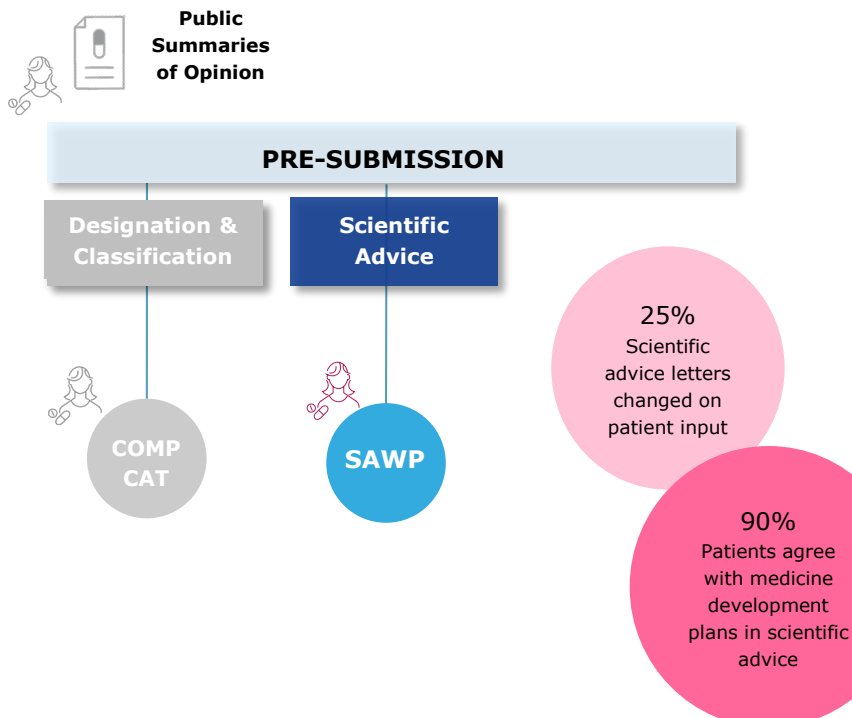 Public
Summaries
of Opinion
PRE-SUBMISSION
Designation &
Classification
Scientific
Advice
COMP
CAT
SAWP
25%
Scientific
advice letters
changed on
patient input
90%
Patients agree
with medicine
development
plans in scientific
advice